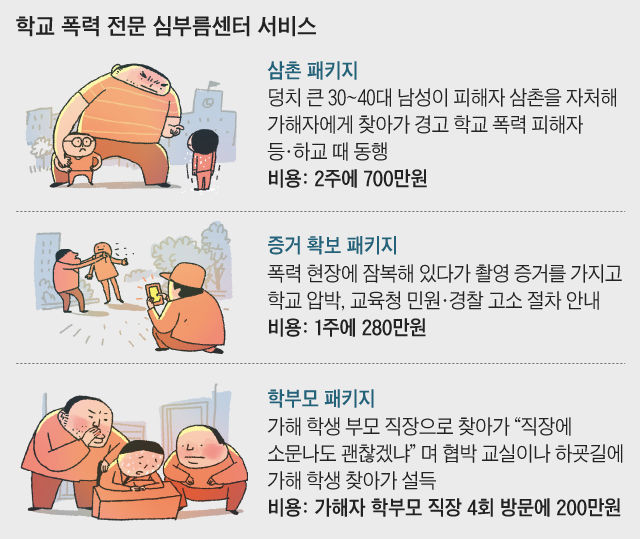 학교 폭력 전문 심부름센터 서비스
삼촌 패키지
덩치 큰 30~40대 남성이 피해자 삼촌을 자처해
가해자에게 찾아가 경고 학교 폭력 피해자
등·하교 때 동행
비용: 2주에 700만원
증거 확보 패키지
폭력 현장에 잠복해 있다가 촬영 증거를 가지고
학교 압박, 교육청 민원·경찰 고소 절차 안내
비용: 1주에 280만원
학부모 패키지
가해 학생 부모 직장으로 찾아가 “직장에
소문나도 괜찮겠냐” 며 협박 교실이나 하굣길에
가해 학생 찾아가 설득
비용: 가해자 학부모 직장 4회 방문에 200만원